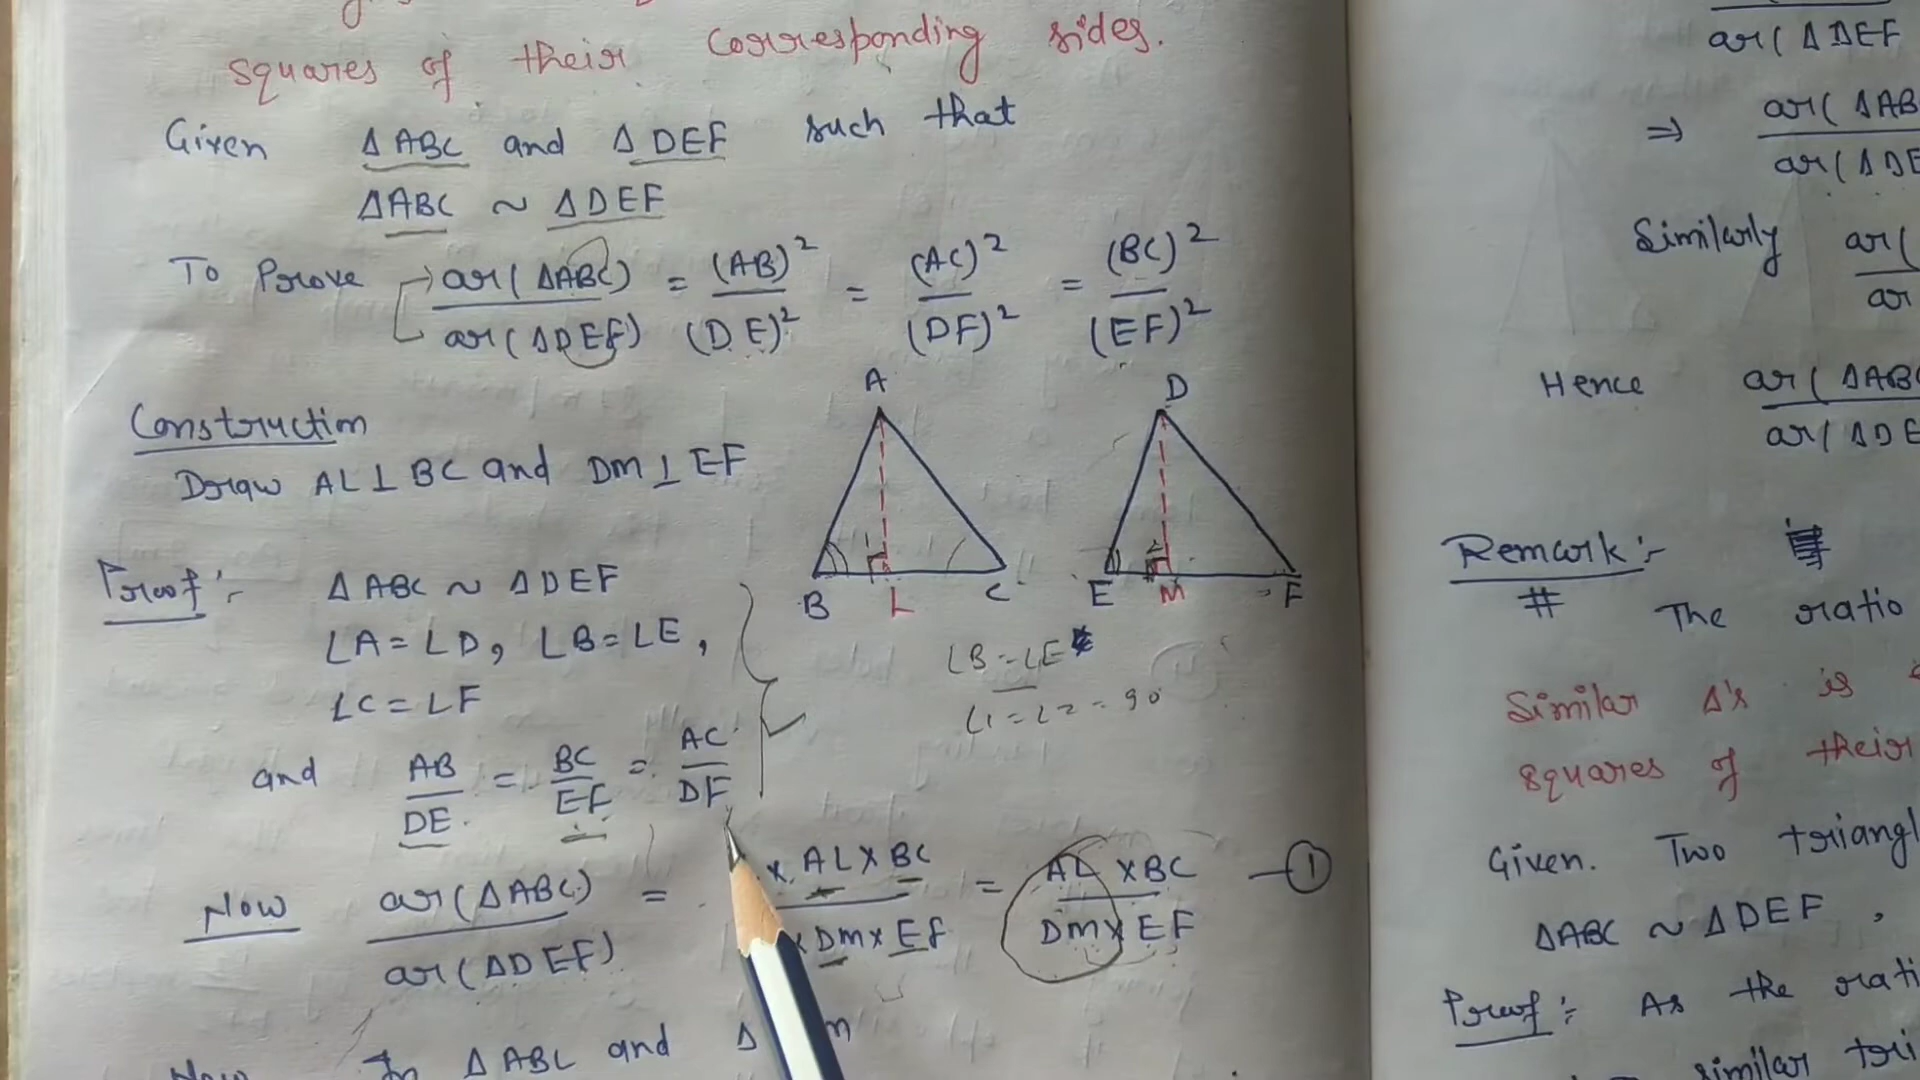 squares of their corresponding sides.
Given ΔABC and ΔDEF such that
ΔABC ~ ΔDEF
To Prove ar(ΔABC)/ar(ΔDEF) = (AB)²/(DE)² = (AC)²/(DF)² = (BC)²/(EF)²
Construction
Draw AL⊥BC and DM⊥EF
A
B L C
D
E M F
1
2
Proof:- ΔABC ~ ΔDEF
∠A=∠D, ∠B=∠E,
∠C=∠F
and AB/DE = BC/EF = AC/DF
∠B=∠E
∠1=∠2=90
Now ar(ΔABC)/ar(ΔDEF) = × AL×BC / × DM×EF = AL×BC / DM×EF —①
Now In ΔABL and Δ
ar(ΔDEF
⇒ ar(ΔAB / ar(ΔDE
Similarly ar( / ar
Hence ar(ΔABC / ar(ΔDE
Remark:-
# The ratio
Similar Δ's is
squares of their
Given. Two triangl
ΔABC ~ ΔDEF,
Proof:- As the rati
similar tri